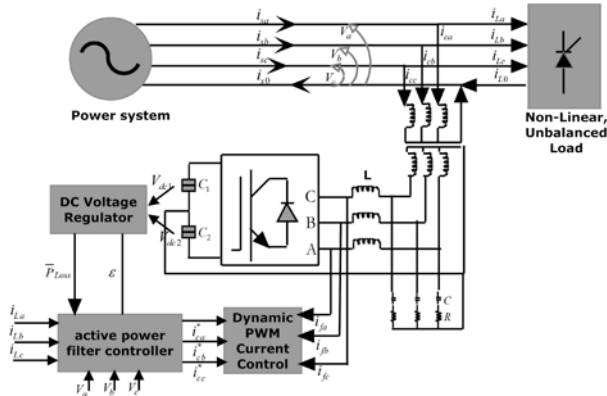 i_sa
V_a
i_ca
i_La
i_sb
V_b
i_cb
i_Lb
i_sc
V_c
i_cc
i_Lc
i_s0
i_L0
Power system
Non-Linear,
Unbalanced
Load
L
V_dc1
C_1
C
DC Voltage
Regulator
C_2
B
V_dc2
A
P̅_Loss
ε
C
R
i_La
i_Lb
i_Lc
active power
filter controller
i*_ca
i*_cb
i*_cc
Dynamic
PWM
Current
Control
i_fa
i_fb
i_fc
V_a
V_b
V_c